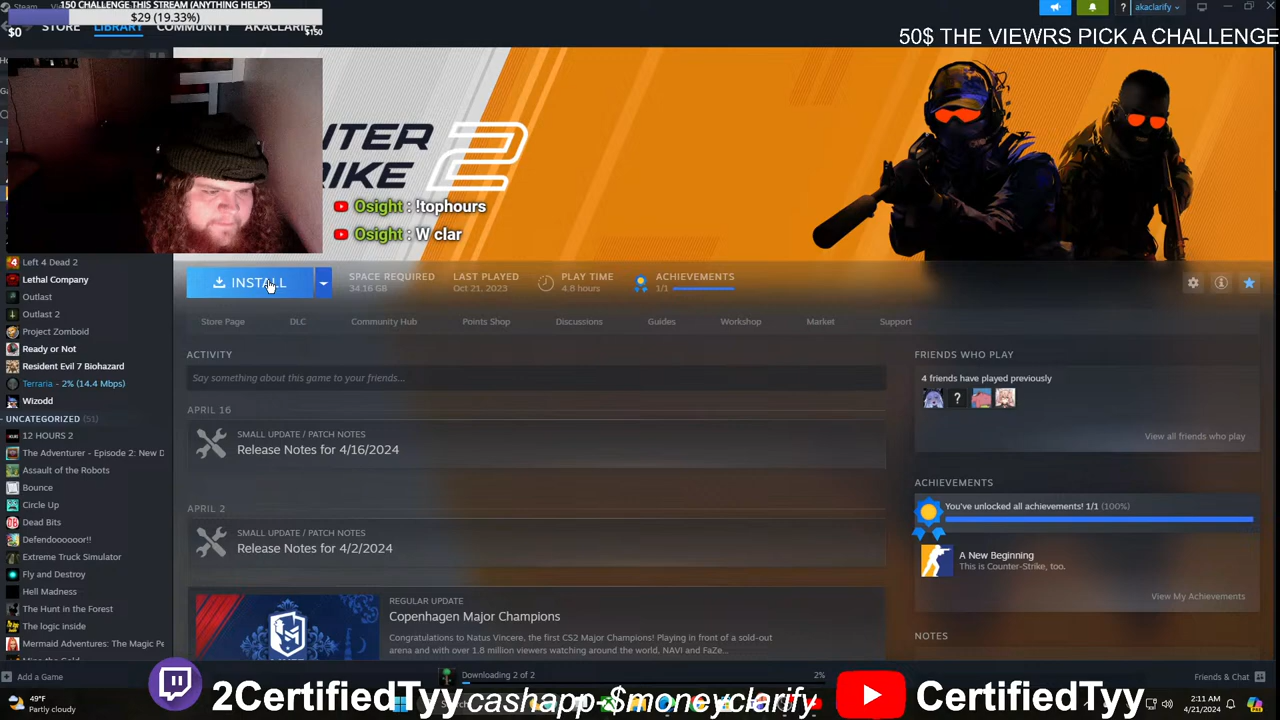 Steam
150 CHALLENGE THIS STREAM (ANYTHING HELPS)
$29 (19.33%)
$0
$150
STORE LIBRARY COMMUNITY AKACLARIFY
akaclarify
50$ THE VIEWRS PICK A CHALLENGE
2
Osight : !tophours
Osight : W clar
INSTALL
SPACE REQUIRED
34.16 GB
LAST PLAYED
Oct 21, 2023
PLAY TIME
4.8 hours
ACHIEVEMENTS
1/1
Store Page DLC Community Hub Points Shop Discussions Guides Workshop Market Support
Left 4 Dead 2
Lethal Company
Outlast
Outlast 2
Project Zomboid
Ready or Not
Resident Evil 7 Biohazard
Terraria - 2% (14.4 Mbps)
Wizodd
UNCATEGORIZED (51)
12 HOURS 2
The Adventurer - Episode 2: New D
Assault of the Robots
Bounce
Circle Up
Dead Bits
Defendoooooor!!
Extreme Truck Simulator
Fly and Destroy
Hell Madness
The Hunt in the Forest
The logic inside
Mermaid Adventures: The Magic Pe
ACTIVITY
Say something about this game to your friends...
APRIL 16
SMALL UPDATE / PATCH NOTES
Release Notes for 4/16/2024
APRIL 2
SMALL UPDATE / PATCH NOTES
Release Notes for 4/2/2024
REGULAR UPDATE
Copenhagen Major Champions
Congratulations to Natus Vincere, the first CS2 Major Champions! Playing in front of a sold-out
arena and with over 1.8 million viewers watching around the world, NAVI and FaZe...
FRIENDS WHO PLAY
4 friends have played previously
View all friends who play
ACHIEVEMENTS
You've unlocked all achievements! 1/1 (100%)
A New Beginning
This is Counter-Strike, too.
View My Achievements
NOTES
Add a Game
Downloading 2 of 2
2%
Friends & Chat
49°F
Partly cloudy
2CertifiedTyy
cashapp-$moneyclarify
CertifiedTyy
2:11 AM
4/21/2024